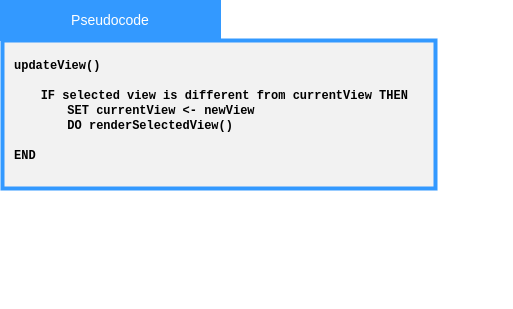 Pseudocode
updateView()
IF selected view is different from currentView THEN
SET currentView <- newView
DO renderSelectedView()
END